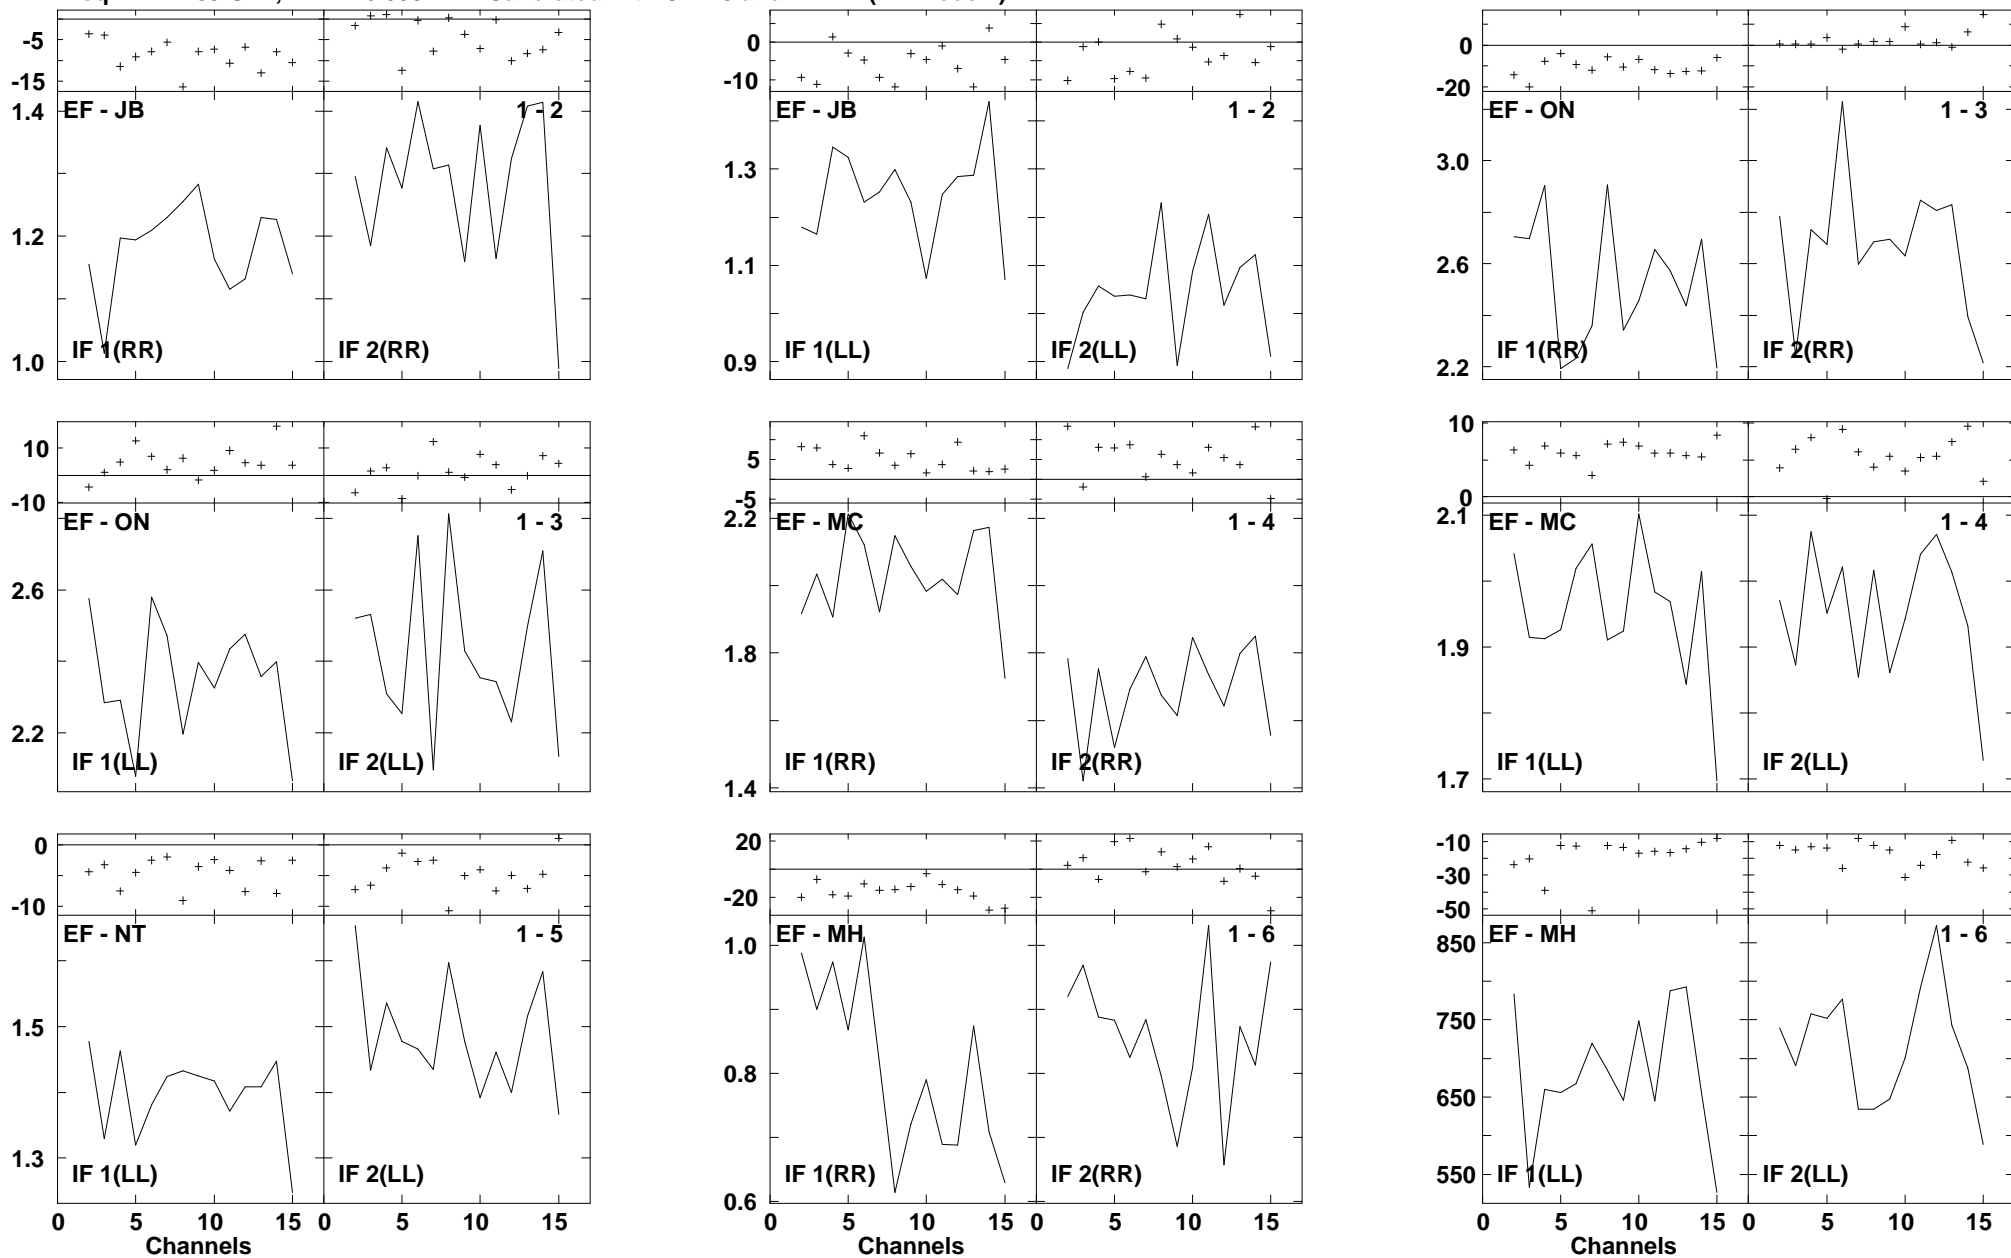 -5
-15
EF - JB
1 - 2
1.4
1.2
1.0
IF 1(RR)
IF 2(RR)
0
-10
EF - JB
1 - 2
1.3
1.1
0.9
IF 1(LL)
IF 2(LL)
0
-20
EF - ON
1 - 3
3.0
2.6
2.2
IF 1(RR)
IF 2(RR)
10
-10
EF - ON
1 - 3
2.6
2.2
IF 1(LL)
IF 2(LL)
5
-5
EF - MC
1 - 4
2.2
1.8
1.4
IF 1(RR)
IF 2(RR)
10
0
EF - MC
1 - 4
2.1
1.9
1.7
IF 1(LL)
IF 2(LL)
0
-10
EF - NT
1 - 5
1.5
1.3
IF 1(LL)
IF 2(LL)
0 5 10 15 0 5 10 15
Channels
20
-20
EF - MH
1 - 6
1.0
0.8
0.6
IF 1(RR)
IF 2(RR)
0 5 10 15 0 5 10 15
Channels
-10
-30
-50
EF - MH
1 - 6
850
750
650
550
IF 1(LL)
IF 2(LL)
0 5 10 15 0 5 10 15
Channels